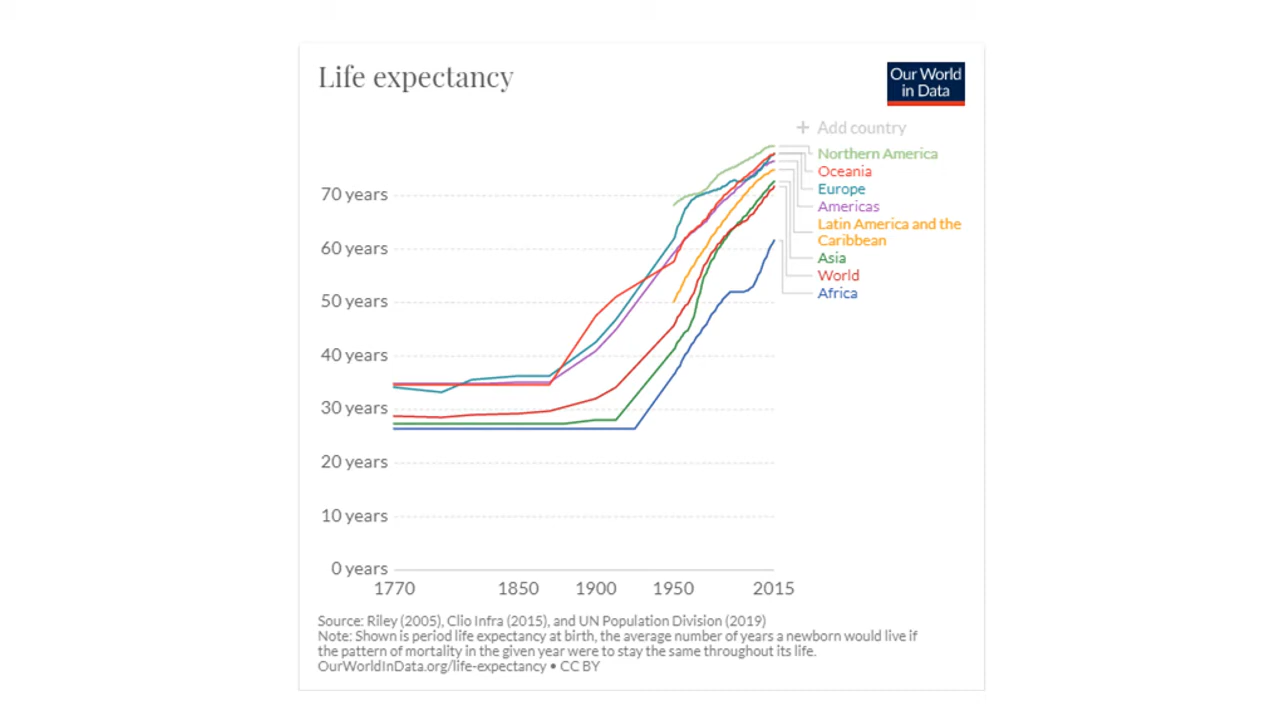 Life expectancy
Our World
in Data
+ Add country
Northern America
Oceania
Europe
Americas
Latin America and the
Caribbean
Asia
World
Africa
70 years
60 years
50 years
40 years
30 years
20 years
10 years
0 years
1770 1850 1900 1950 2015
Source: Riley (2005), Clio Infra (2015), and UN Population Division (2019)
Note: Shown is period life expectancy at birth, the average number of years a newborn would live if
the pattern of mortality in the given year were to stay the same throughout its life.
OurWorldInData.org/life-expectancy • CC BY